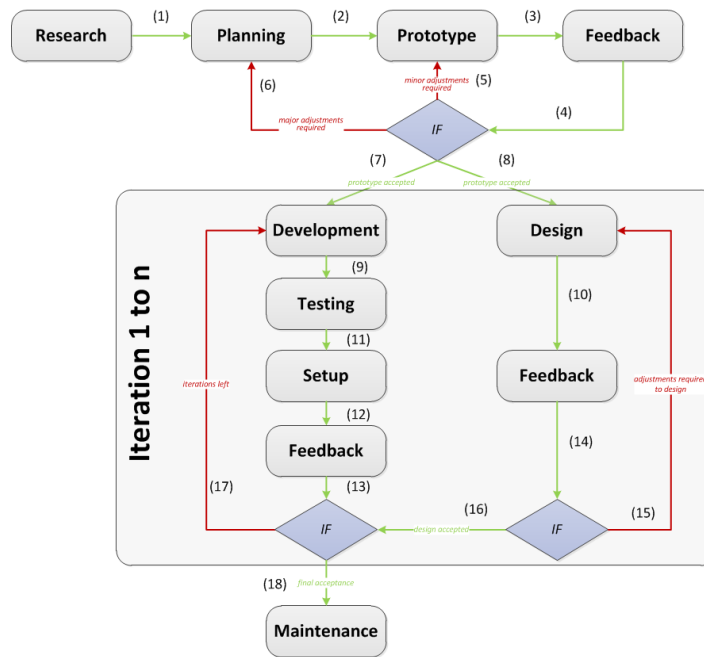 (1) (2) (3)
Research Planning Prototype Feedback
(6) minor adjustments required (5)
major adjustments required IF (4)
(7) (8)
prototype accepted prototype accepted
Iteration 1 to n
Development Design
(9)
Testing (10)
(11)
Setup Feedback
Iterations left adjustments required
to design
(12)
Feedback (14)
(17) (13) (16) (15)
IF design accepted IF
(18) final acceptance
Maintenance